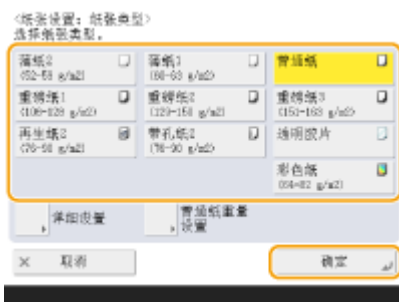 <纸张设置：纸张类型>
选择纸张类型。
薄纸2
(52-59 g/m2)
薄纸1
(60-63 g/m2)
普通纸
重磅纸1
(106-128 g/m2)
重磅纸2
(129-150 g/m2)
重磅纸3
(151-163 g/m2)
再生纸2
(76-90 g/m2)
带孔纸2
(76-90 g/m2)
透明胶片
彩色纸
(64-82 g/m2)
详细设置
普通纸重量
设置
× 取消
确定